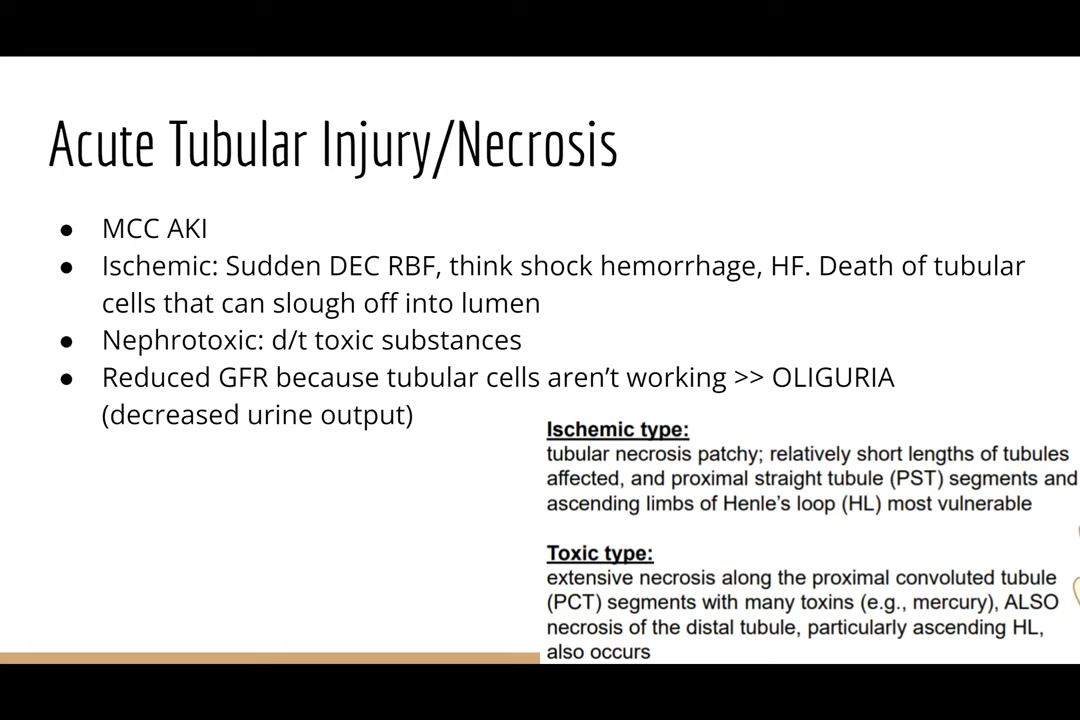 Acute Tubular Injury/Necrosis
● MCC AKI
● Ischemic: Sudden DEC RBF, think shock hemorrhage, HF. Death of tubular
cells that can slough off into lumen
● Nephrotoxic: d/t toxic substances
● Reduced GFR because tubular cells aren’t working >> OLIGURIA
(decreased urine output)
Ischemic type:
tubular necrosis patchy; relatively short lengths of tubules
affected, and proximal straight tubule (PST) segments and
ascending limbs of Henle’s loop (HL) most vulnerable
Toxic type:
extensive necrosis along the proximal convoluted tubule
(PCT) segments with many toxins (e.g., mercury), ALSO
necrosis of the distal tubule, particularly ascending HL,
also occurs